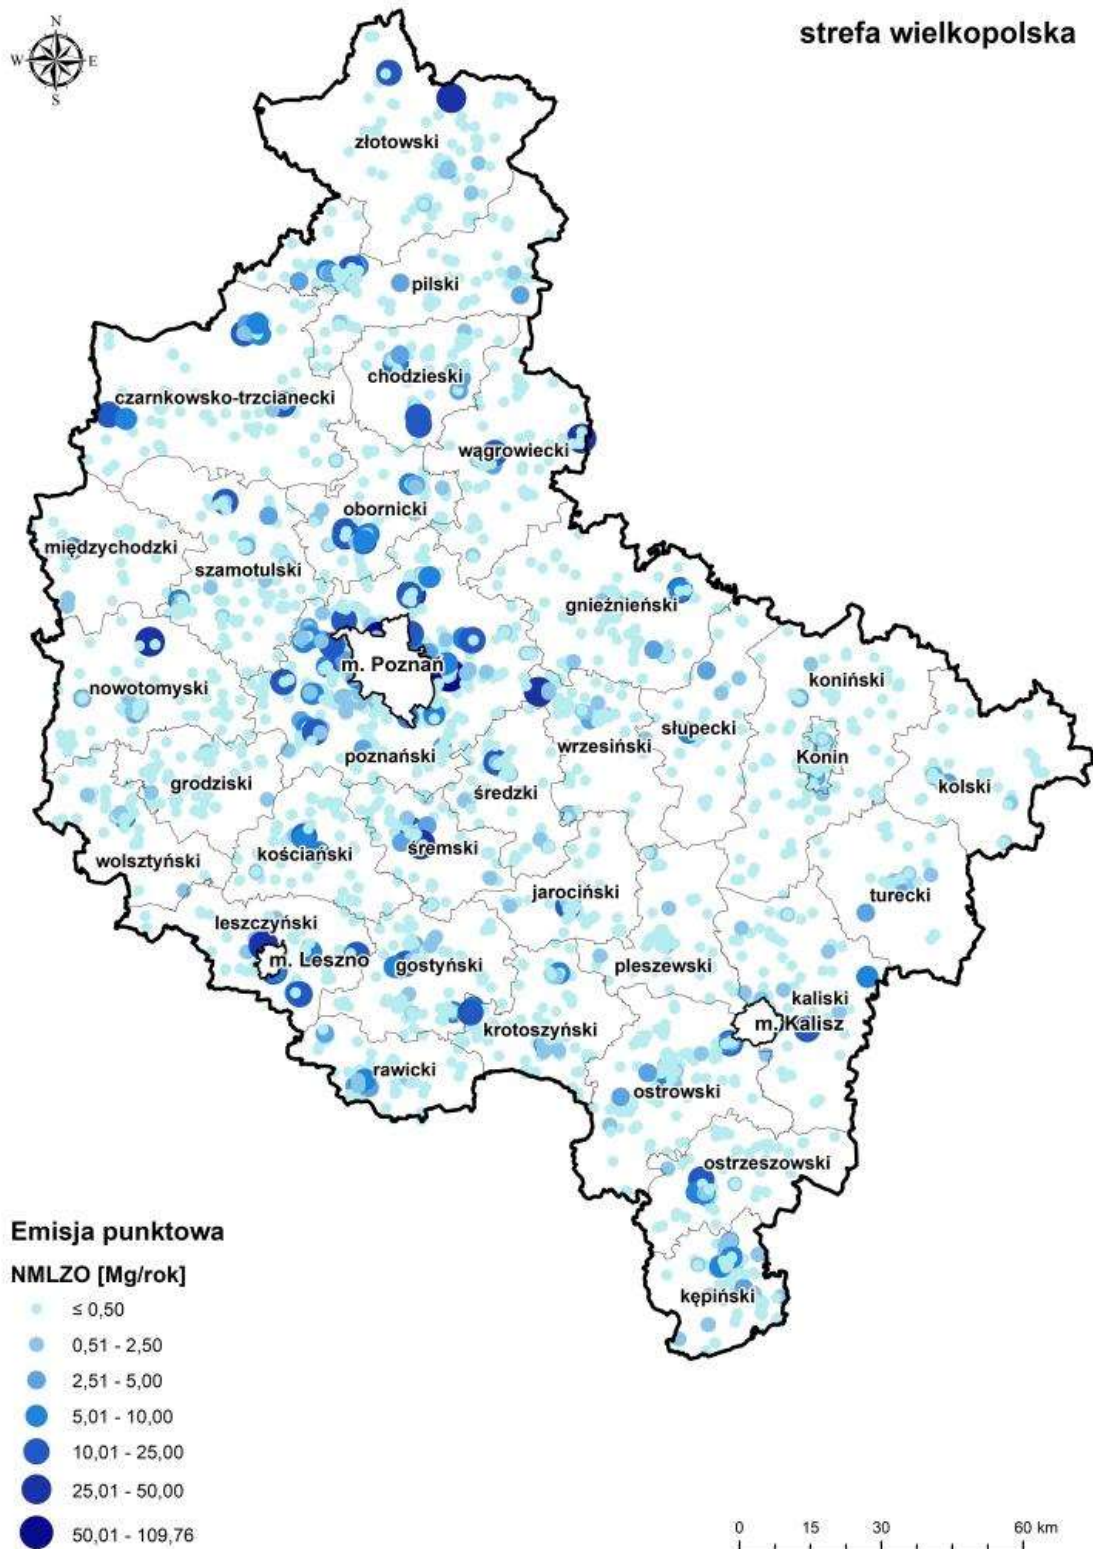 N
W E
S
strefa wielkopolska
złotowski
pilski
chodzieski
czarnkowsko-trzcianecki
wągrowiecki
obornicki
międzychodzki
szamotulski
gnieźnieński
m. Poznań
nowotomyski
koniński
słupecki
wrzesiński
poznański
Konin
grodziski
średzki
kolski
kościański
śremski
wolsztyński
jarociński
turecki
leszczyński
m. Leszno
gostyński
pleszewski
kaliski
m. Kalisz
krotoszyński
rawicki
ostrowski
ostrzeszowski
kępiński
Emisja punktowa
NMLZO [Mg/rok]
≤ 0,50
0,51 - 2,50
2,51 - 5,00
5,01 - 10,00
10,01 - 25,00
25,01 - 50,00
50,01 - 109,76
0 15 30 60 km